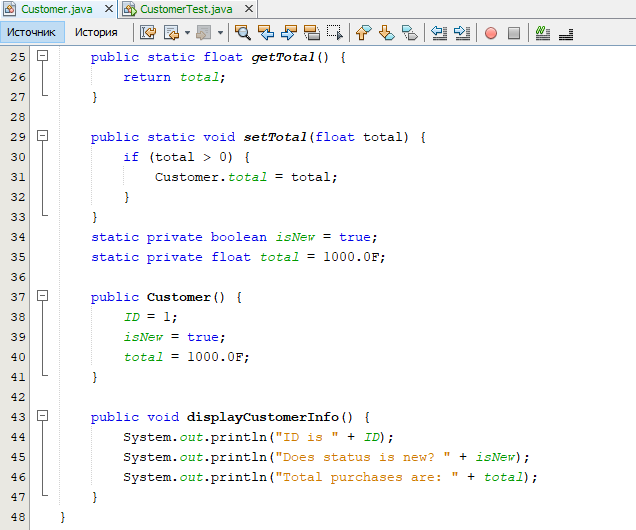 Customer.java CustomerTest.java
Источник История
25 public static float getTotal() {
26 return total;
27 }
28
29 public static void setTotal(float total) {
30 if (total > 0) {
31 Customer.total = total;
32 }
33 }
34 static private boolean isNew = true;
35 static private float total = 1000.0F;
36
37 public Customer() {
38 ID = 1;
39 isNew = true;
40 total = 1000.0F;
41 }
42
43 public void displayCustomerInfo() {
44 System.out.println("ID is " + ID);
45 System.out.println("Does status is new? " + isNew);
46 System.out.println("Total purchases are: " + total);
47 }
48 }